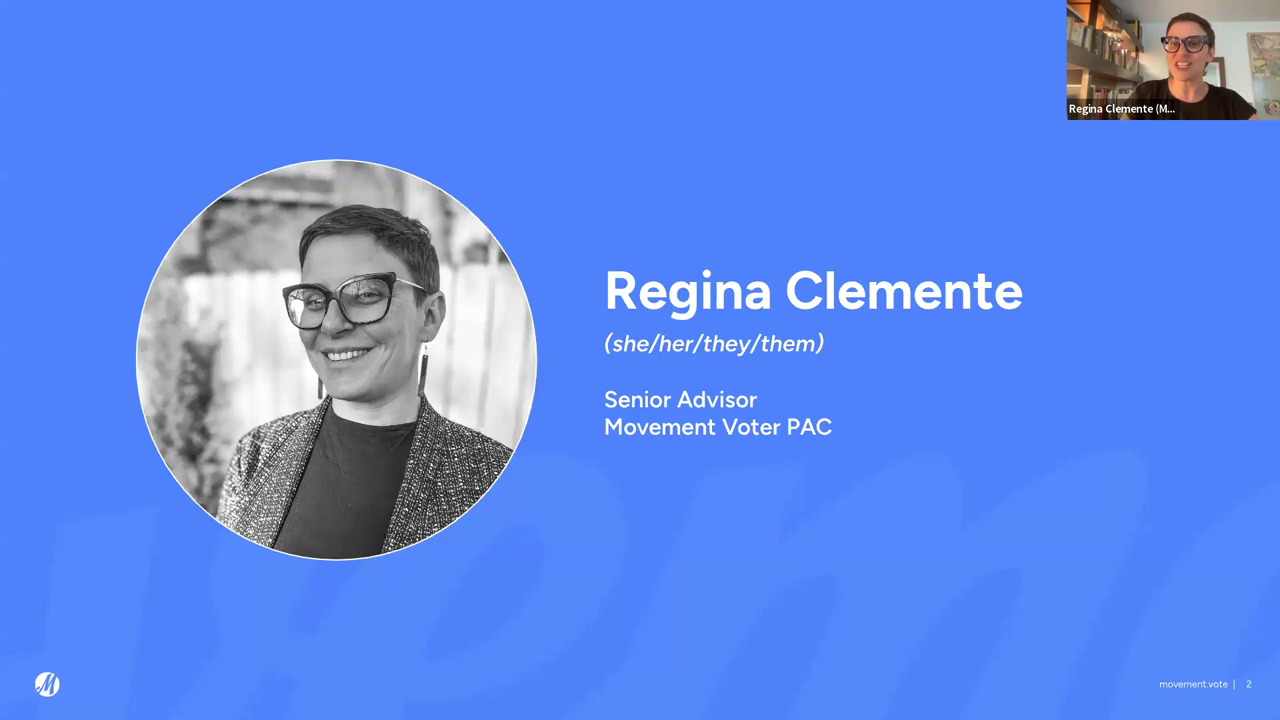 Regina Clemente (M...
Regina Clemente
(she/her/they/them)
Senior Advisor
Movement Voter PAC
M
movement.vote | 2